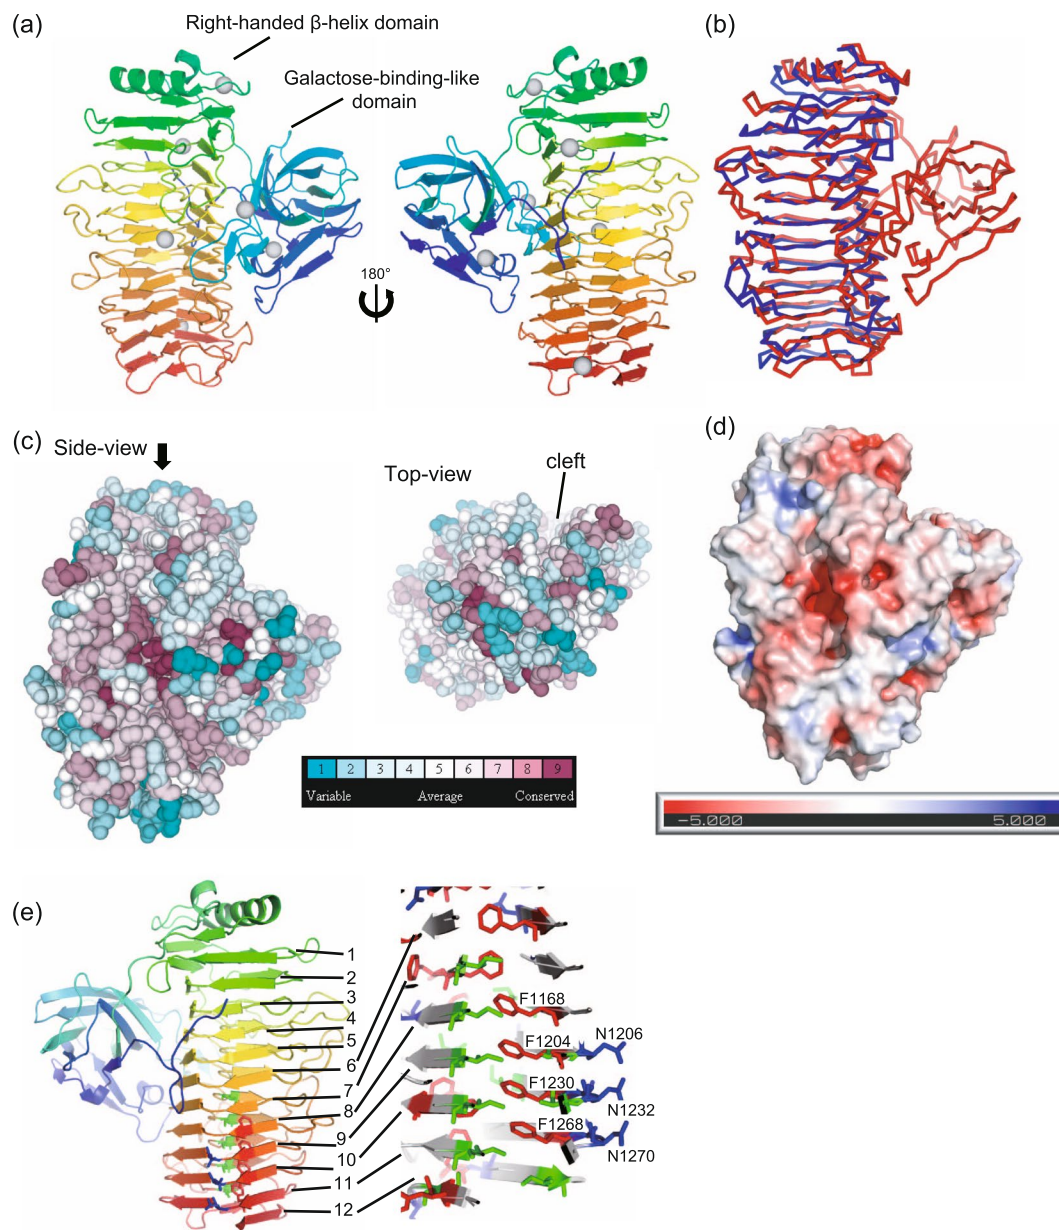 (a)
Right-handed β-helix domain
Galactose-binding-like
domain
180°
(b)
(c)
Side-view
Top-view
cleft
1 2 3 4 5 6 7 8 9
Variable Average Conserved
(d)
-5.000 5.000
(e)
1
2
3
4
5
6
7
8
9
10
11
12
F1168
F1204
N1206
F1230
N1232
F1268
N1270